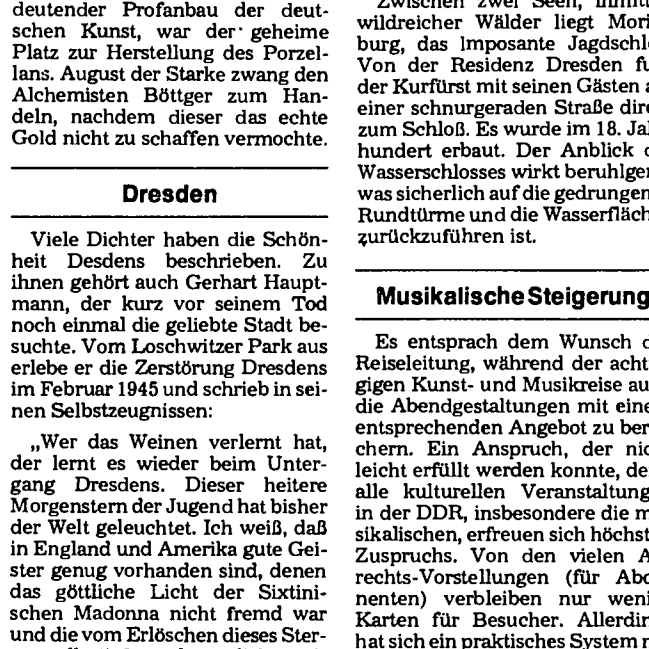 deutender Profanbau der deut-
schen Kunst, war der geheime
Platz zur Herstellung des Porzel-
lans. August der Starke zwang den
Alchemisten Böttger zum Han-
deln, nachdem dieser das echte
Gold nicht zu schaffen vermochte.
Dresden
Viele Dichter haben die Schön-
heit Desdens beschrieben. Zu
ihnen gehört auch Gerhart Haupt-
mann, der kurz vor seinem Tod
noch einmal die geliebte Stadt be-
suchte. Vom Loschwitzer Park aus
erlebe er die Zerstörung Dresdens
im Februar 1945 und schrieb in sei-
nen Selbstzeugnissen:
„Wer das Weinen verlernt hat,
der lernt es wieder beim Unter-
gang Dresdens. Dieser heitere
Morgenstern der Jugend hat bisher
der Welt geleuchtet. Ich weiß, daß
in England und Amerika gute Gei-
ster genug vorhanden sind, denen
das göttliche Licht der Sixtini-
schen Madonna nicht fremd war
und die vom Erlöschen dieses Ster-
Zwischen zwei Seen,
wildreicher Wälder liegt Mori
burg, das Imposante Jagdschl
Von der Residenz Dresden fu
der Kurfürst mit seinen Gästen a
einer schnurgeraden Straße dire
zum Schloß. Es wurde im 18. Ja
hundert erbaut. Der Anblick d
Wasserschlosses wirkt beruhlge
was sicherlich auf die gedrungen
Rundtürme und die Wasserfläch
zurückzuführen ist.
Musikalische Steigerung
Es entsprach dem Wunsch d
Reiseleitung, während der acht
gigen Kunst- und Musikreise au
die Abendgestaltungen mit eine
entsprechenden Angebot zu ber
chern. Ein Anspruch, der nic
leicht erfüllt werden konnte, de
alle kulturellen Veranstaltung
in der DDR, insbesondere die m
sikalischen, erfreuen sich höchst
Zuspruchs. Von den vielen A
rechts-Vorstellungen (für Abo
nenten) verbleiben nur weni
Karten für Besucher. Allerdin
hat sich ein praktisches System